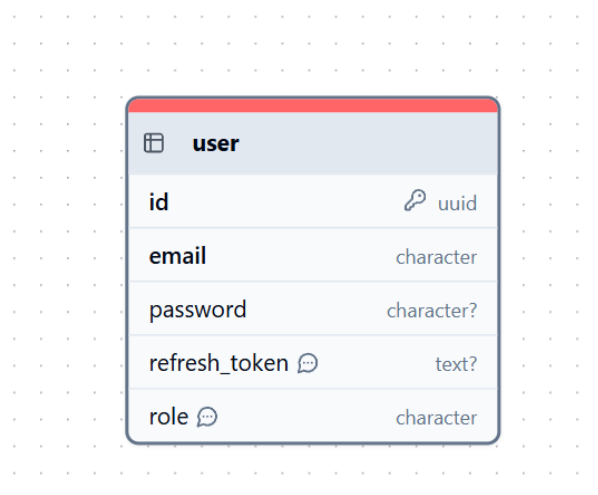 user
id uuid
email character
password character?
refresh_token text?
role character